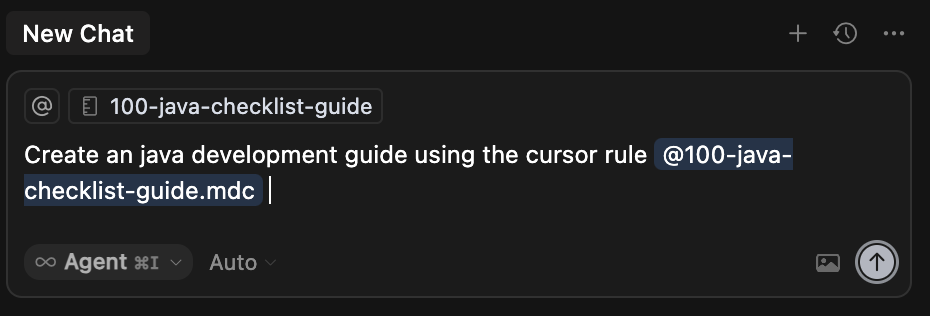 New Chat
@ 100-java-checklist-guide
Create an java development guide using the cursor rule @100-java-
checklist-guide.mdc
Agent ⌘I Auto